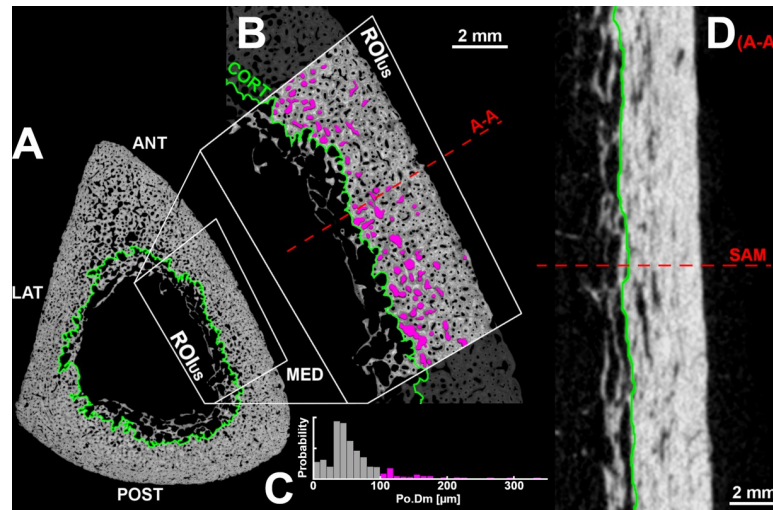 A
ANT
LAT
MED
POST
ROIUS
B
CORT
ROIUS
A-A
2 mm
C
Probability
0
100
200
300
Po.Dm [µm]
D
(A-A
SAM
2 mm